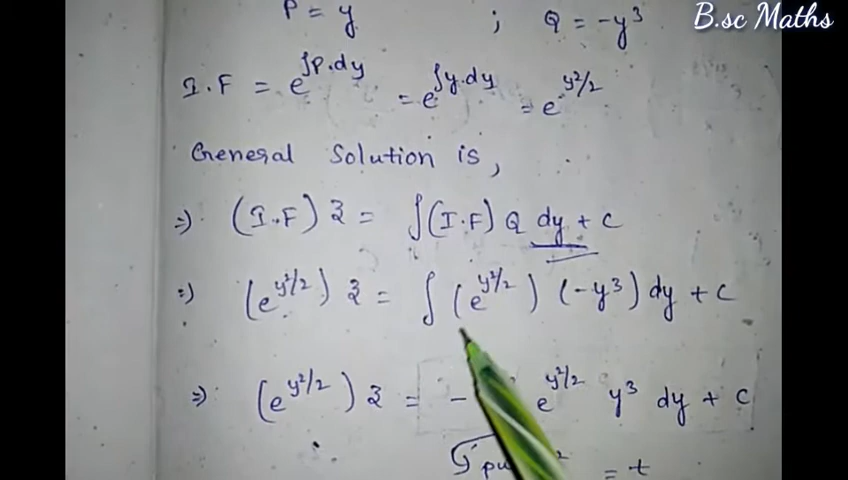 B.sc Maths
P = y ; Q = -y³
I.F = e^∫P.dy = e^∫y.dy = e^y²/2
General Solution is,
⇒ (I.F) z = ∫(I.F) Q dy + c
⇒ (e^y²/2) z = ∫ (e^y²/2) (-y³) dy + c
⇒ (e^y²/2) z = - e^y²/2 y³ dy + c
= t